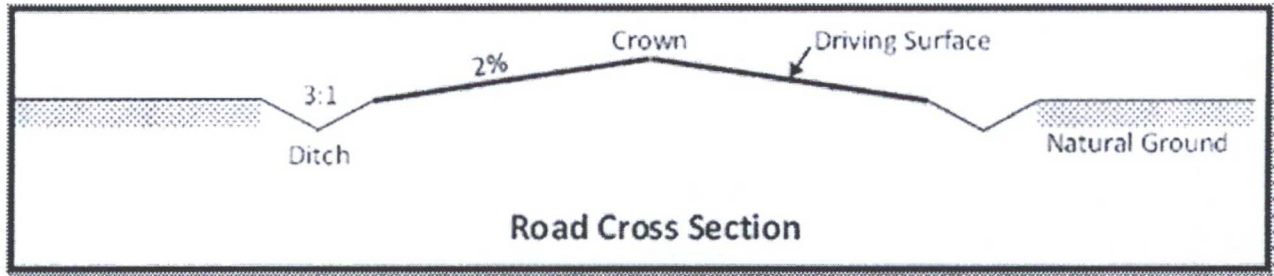 Crown
Driving Surface
2%
3:1
Ditch
Natural Ground
Road Cross Section